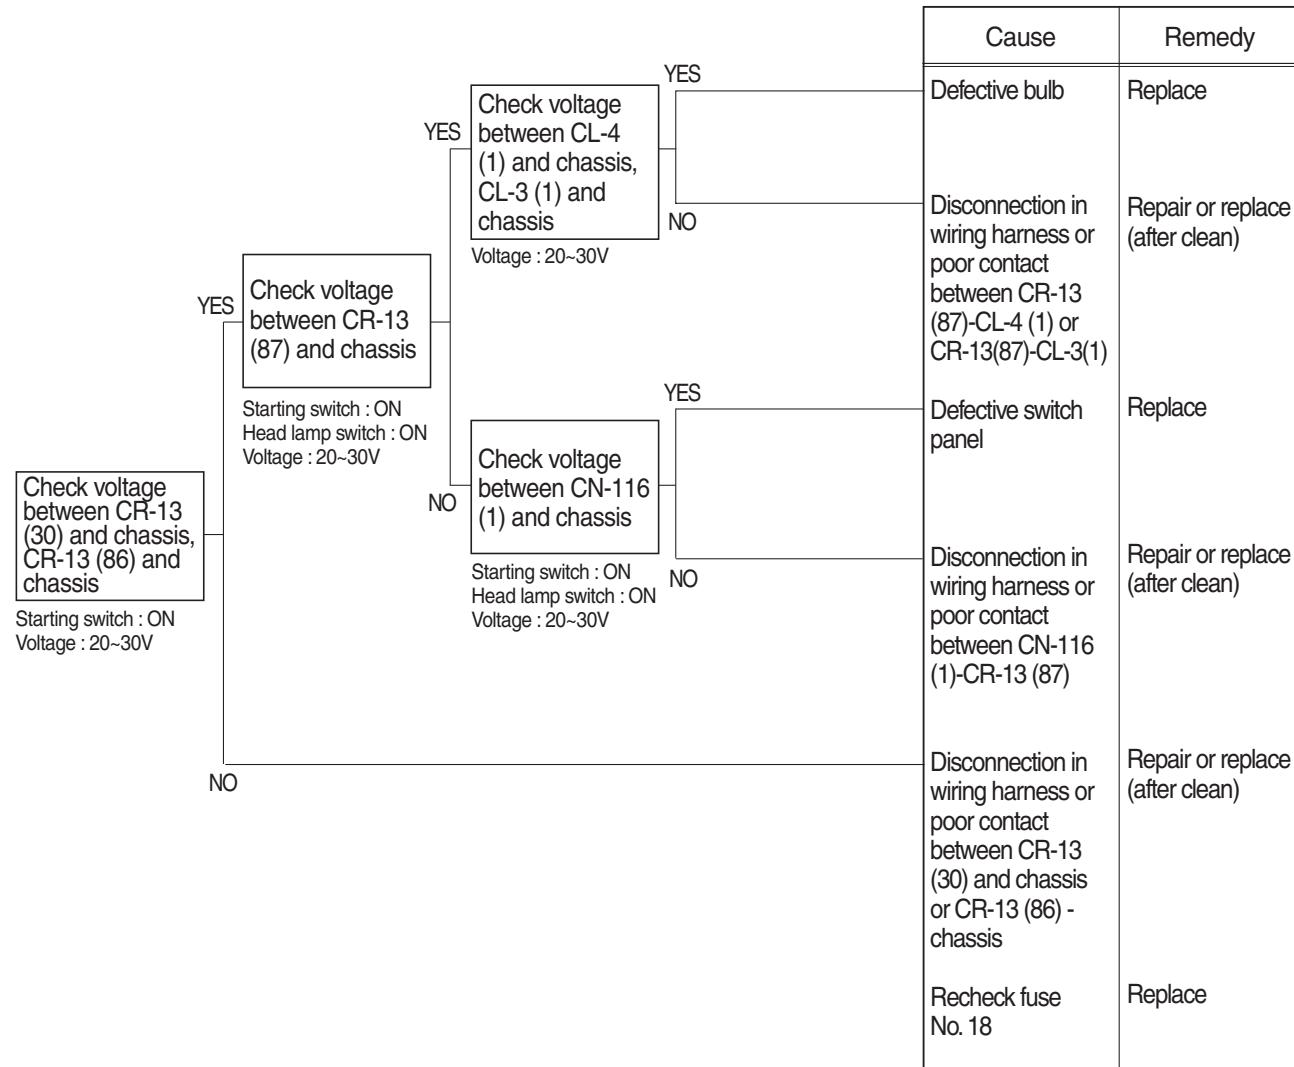 Cause
Remedy
YES
Defective bulb
Replace
Check voltage
between CL-4
(1) and chassis,
CL-3 (1) and
chassis
YES
Voltage : 20~30V
NO
Disconnection in
wiring harness or
poor contact
between CR-13
(87)-CL-4 (1) or
CR-13(87)-CL-3(1)
Repair or replace
(after clean)
YES
Check voltage
between CR-13
(87) and chassis
Starting switch : ON
Head lamp switch : ON
Voltage : 20~30V
YES
Defective switch
panel
Replace
NO
Check voltage
between CN-116
(1) and chassis
Starting switch : ON
Head lamp switch : ON
Voltage : 20~30V
NO
Disconnection in
wiring harness or
poor contact
between CN-116
(1)-CR-13 (87)
Repair or replace
(after clean)
Check voltage
between CR-13
(30) and chassis,
CR-13 (86) and
chassis
Starting switch : ON
Voltage : 20~30V
NO
Disconnection in
wiring harness or
poor contact
between CR-13
(30) and chassis
or CR-13 (86) -
chassis
Repair or replace
(after clean)
Recheck fuse
No. 18
Replace